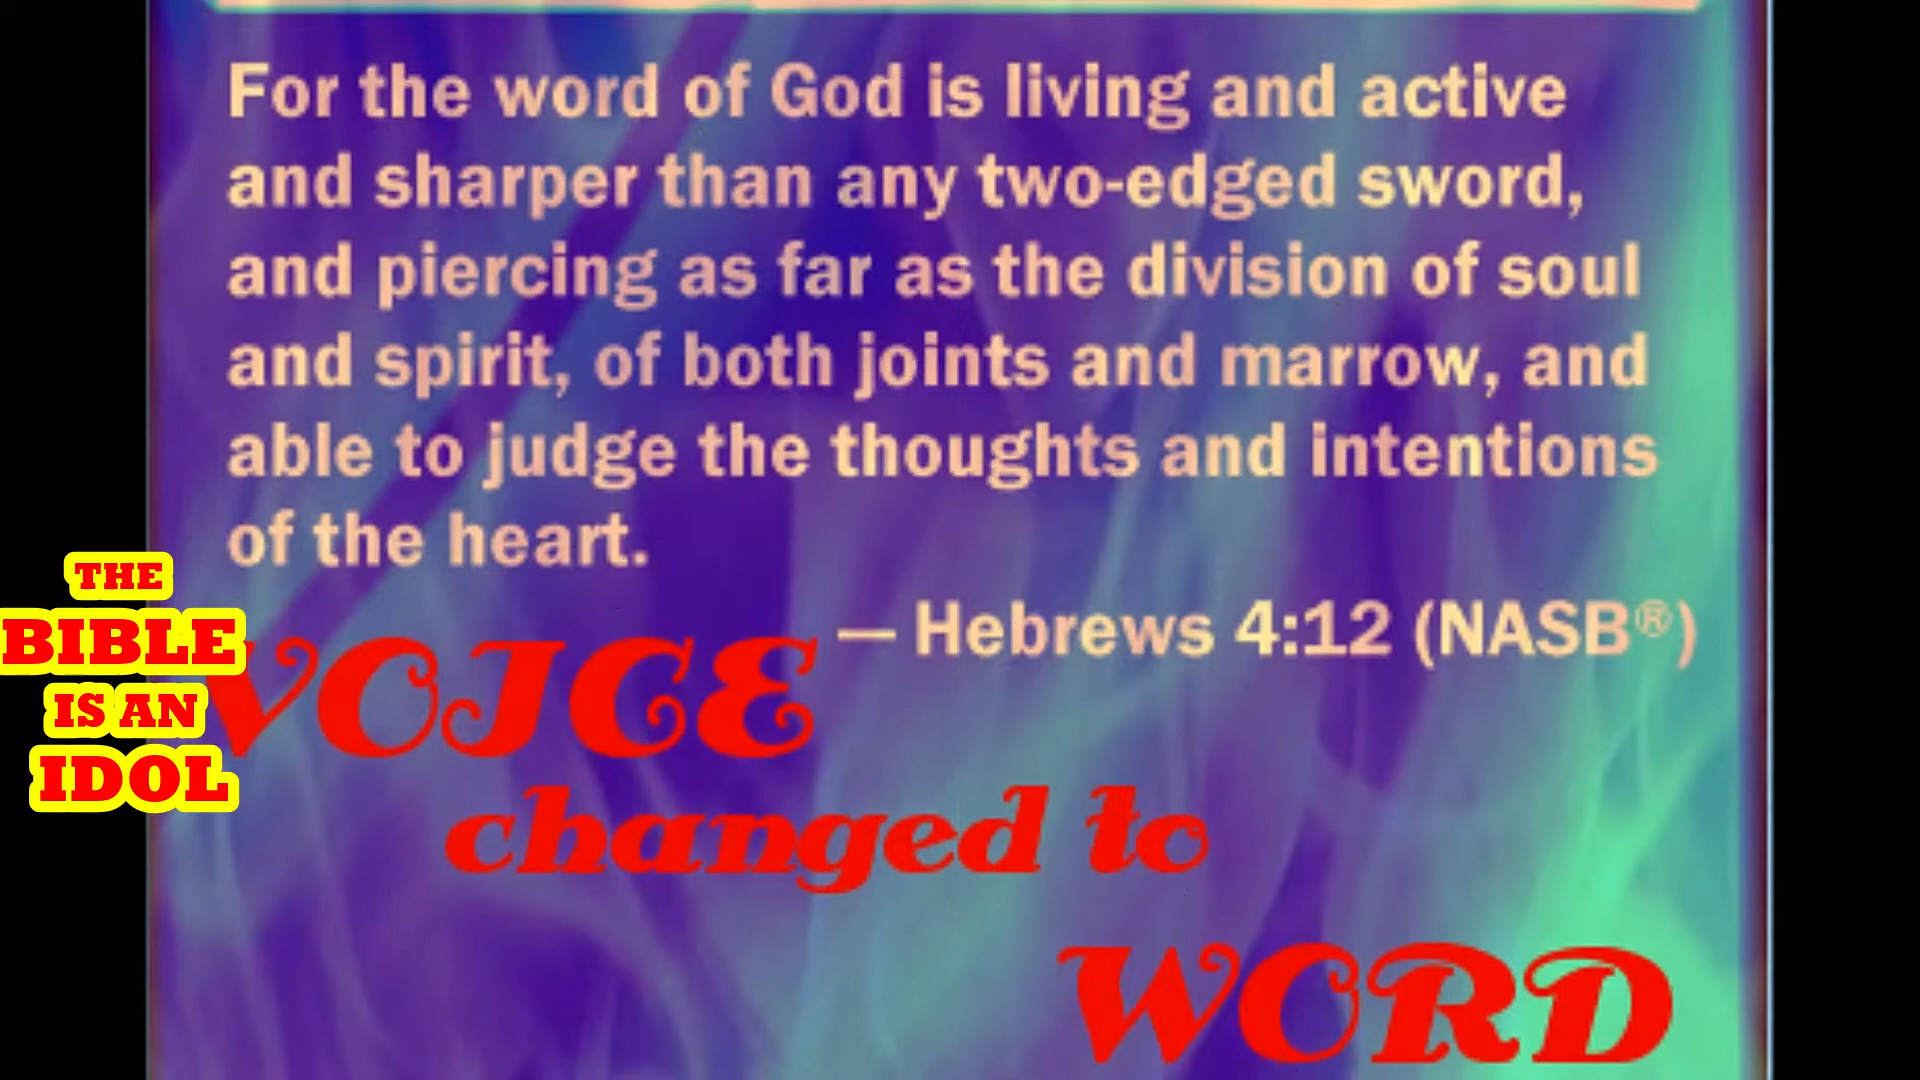 For the word of God is living and active
and sharper than any two-edged sword,
and piercing as far as the division of soul
and spirit, of both joints and marrow, and
able to judge the thoughts and intentions
of the heart.
— Hebrews 4:12 (NASB®)
THE
BIBLE
IS AN
IDOL
VOICE
changed to
WORD